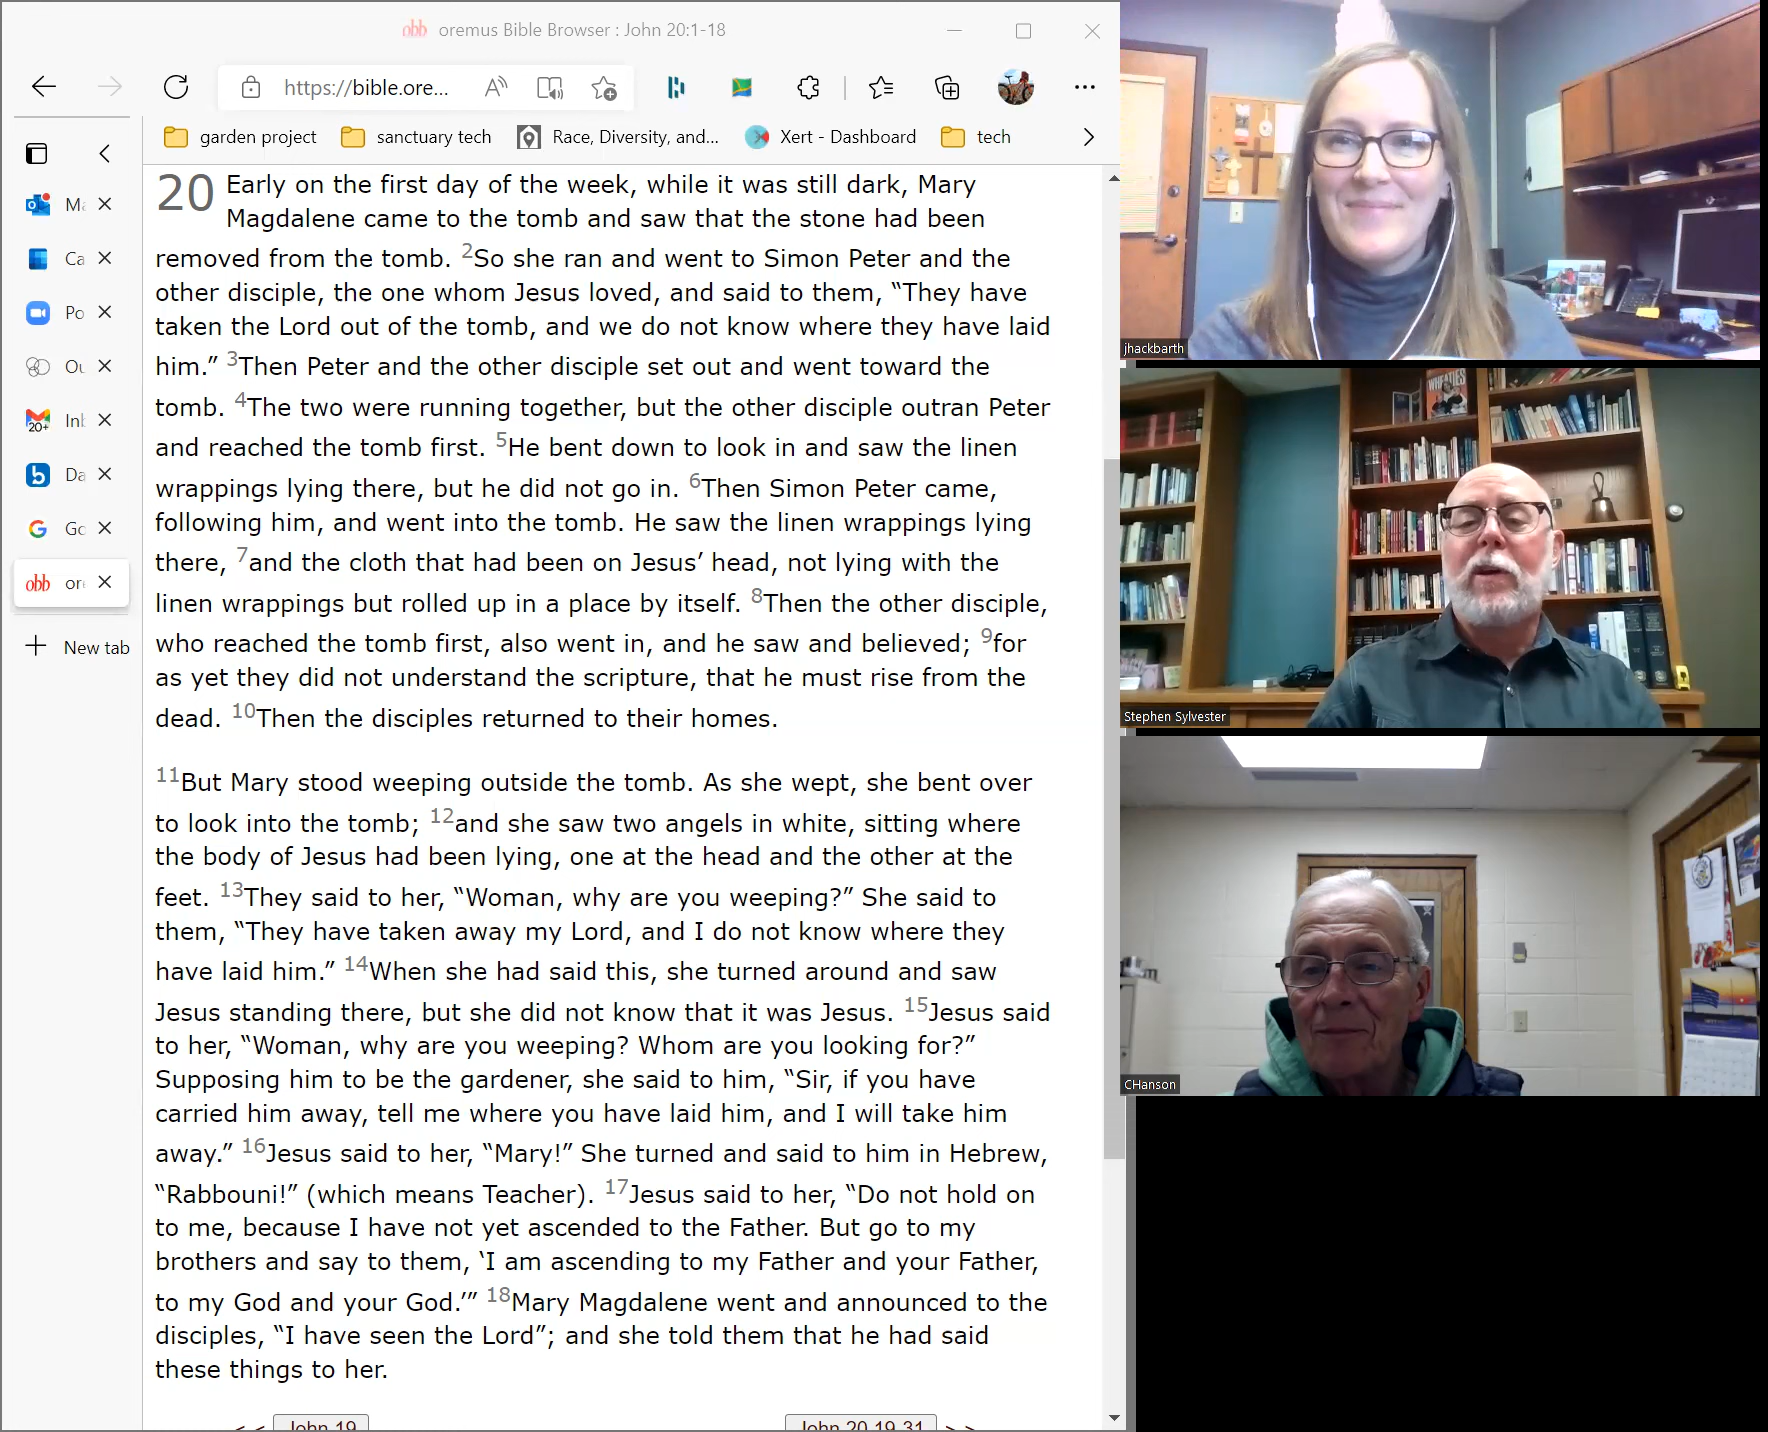 obb oremus Bible Browser : John 20:1-18
https://bible.ore...
garden project
sanctuary tech
Race, Diversity, and...
Xert - Dashboard
tech
Ca
Po
20+
Da
obb
New tab
20 Early on the first day of the week, while it was still dark, Mary
Magdalene came to the tomb and saw that the stone had been
removed from the tomb. 2So she ran and went to Simon Peter and the
other disciple, the one whom Jesus loved, and said to them, “They have
taken the Lord out of the tomb, and we do not know where they have laid
him.” 3Then Peter and the other disciple set out and went toward the
tomb. 4The two were running together, but the other disciple outran Peter
and reached the tomb first. 5He bent down to look in and saw the linen
wrappings lying there, but he did not go in. 6Then Simon Peter came,
following him, and went into the tomb. He saw the linen wrappings lying
there, 7and the cloth that had been on Jesus’ head, not lying with the
linen wrappings but rolled up in a place by itself. 8Then the other disciple,
who reached the tomb first, also went in, and he saw and believed; 9for
as yet they did not understand the scripture, that he must rise from the
dead. 10Then the disciples returned to their homes.
11But Mary stood weeping outside the tomb. As she wept, she bent over
to look into the tomb; 12and she saw two angels in white, sitting where
the body of Jesus had been lying, one at the head and the other at the
feet. 13They said to her, “Woman, why are you weeping?” She said to
them, “They have taken away my Lord, and I do not know where they
have laid him.” 14When she had said this, she turned around and saw
Jesus standing there, but she did not know that it was Jesus. 15Jesus said
to her, “Woman, why are you weeping? Whom are you looking for?”
Supposing him to be the gardener, she said to him, “Sir, if you have
carried him away, tell me where you have laid him, and I will take him
away.” 16Jesus said to her, “Mary!” She turned and said to him in Hebrew,
“Rabbouni!” (which means Teacher). 17Jesus said to her, “Do not hold on
to me, because I have not yet ascended to the Father. But go to my
brothers and say to them, ‘I am ascending to my Father and your Father,
to my God and your God.’” 18Mary Magdalene went and announced to the
disciples, “I have seen the Lord”; and she told them that he had said
these things to her.
< < John 19
John 20.19-31 > >
jhackbarth
WHEATIES
Stephen Sylvester
CHanson